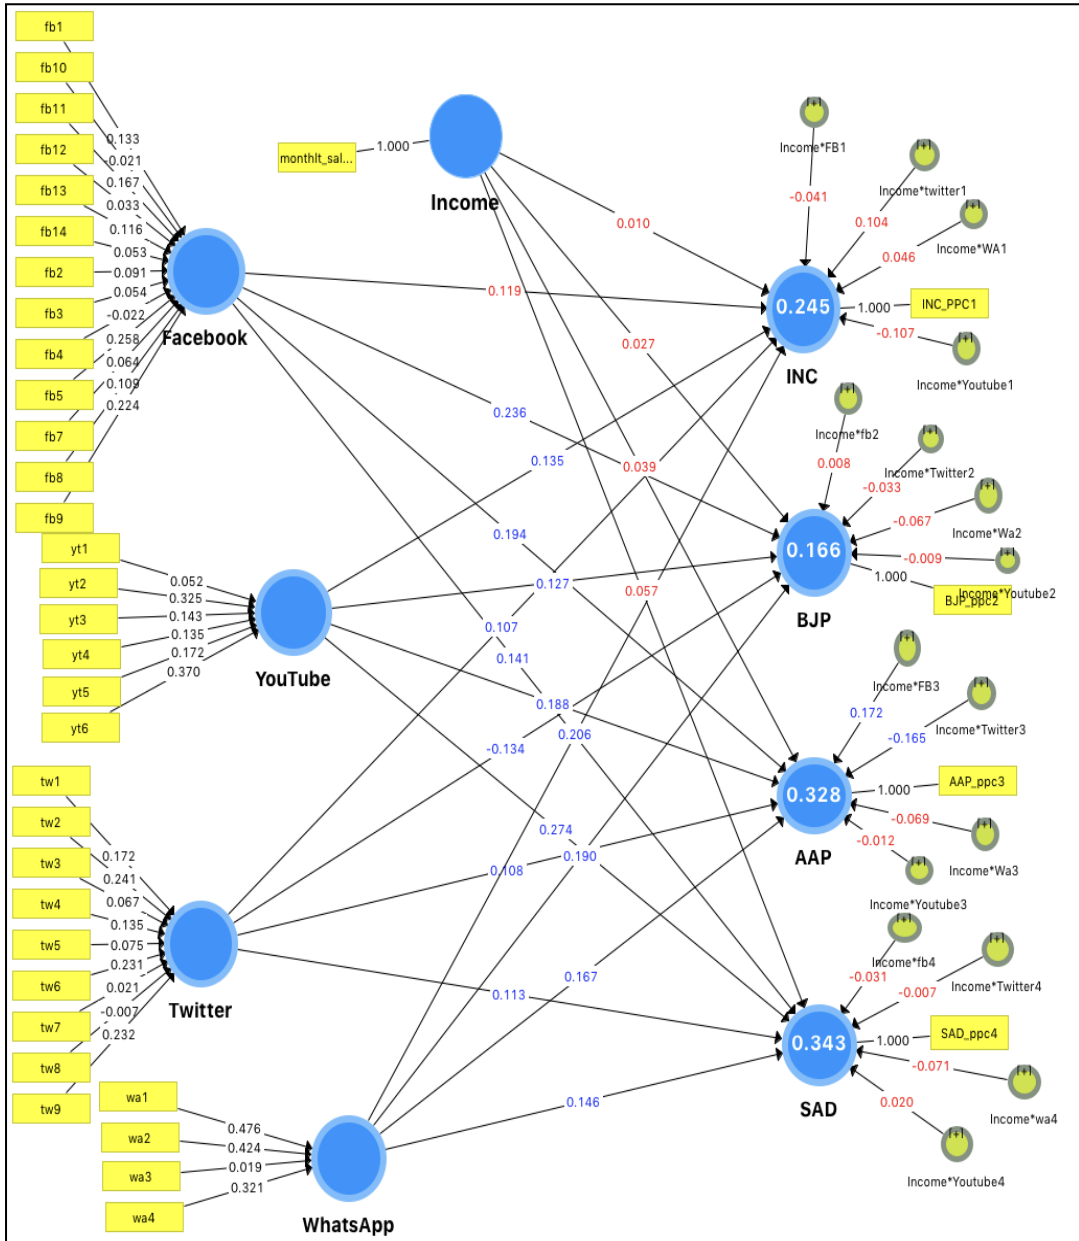 fb1
fb10
fb11
fb12
fb13
fb14
fb2
fb3
fb4
fb5
fb7
fb8
fb9
0.133
-0.021
0.167
0.033
0.116
0.053
0.091
0.054
-0.022
0.258
0.064
0.109
0.224
Facebook
monthlt_sal...
1.000
Income
yt1
yt2
yt3
yt4
yt5
yt6
0.052
0.325
0.143
0.135
0.172
0.370
YouTube
tw1
tw2
tw3
tw4
tw5
tw6
tw7
tw8
tw9
0.172
0.241
0.067
0.135
0.075
0.231
0.021
-0.007
0.232
Twitter
wa1
wa2
wa3
wa4
0.476
0.424
0.019
0.321
WhatsApp
0.010
0.119
0.027
0.236
0.135
0.039
0.194
0.127
0.057
0.107
0.141
0.188
0.206
-0.134
0.274
0.190
0.108
0.167
0.113
0.146
[+]
Income*FB1
-0.041
[+]
Income*twitter1
0.104
[+]
Income*WA1
0.046
0.245
1.000
INC_PPC1
-0.107
[+]
Income*Youtube1
INC
[+]
Income*fb2
0.008
[+]
Income*Twitter2
-0.033
[+]
Income*Wa2
-0.067
0.166
-0.009
[+]
Income*Youtube2
1.000
BJP_ppc2
BJP
[+]
Income*FB3
0.172
[+]
Income*Twitter3
-0.165
0.328
1.000
AAP_ppc3
-0.069
[+]
Income*Wa3
-0.012
[+]
Income*Youtube3
AAP
[+]
Income*fb4
-0.031
[+]
Income*Twitter4
-0.007
0.343
1.000
SAD_ppc4
-0.071
[+]
Income*wa4
0.020
[+]
Income*Youtube4
SAD